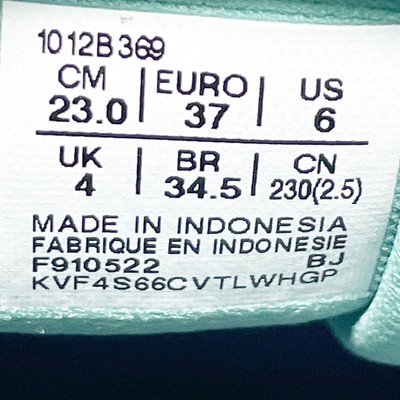 1012B369
CM EURO US
23.0 37 6
UK BR CN
4 34.5 230(2.5)
MADE IN INDONESIA
FABRIQUE EN INDONESIE
F910522 BJ
KVF4S66CVTLWHGP